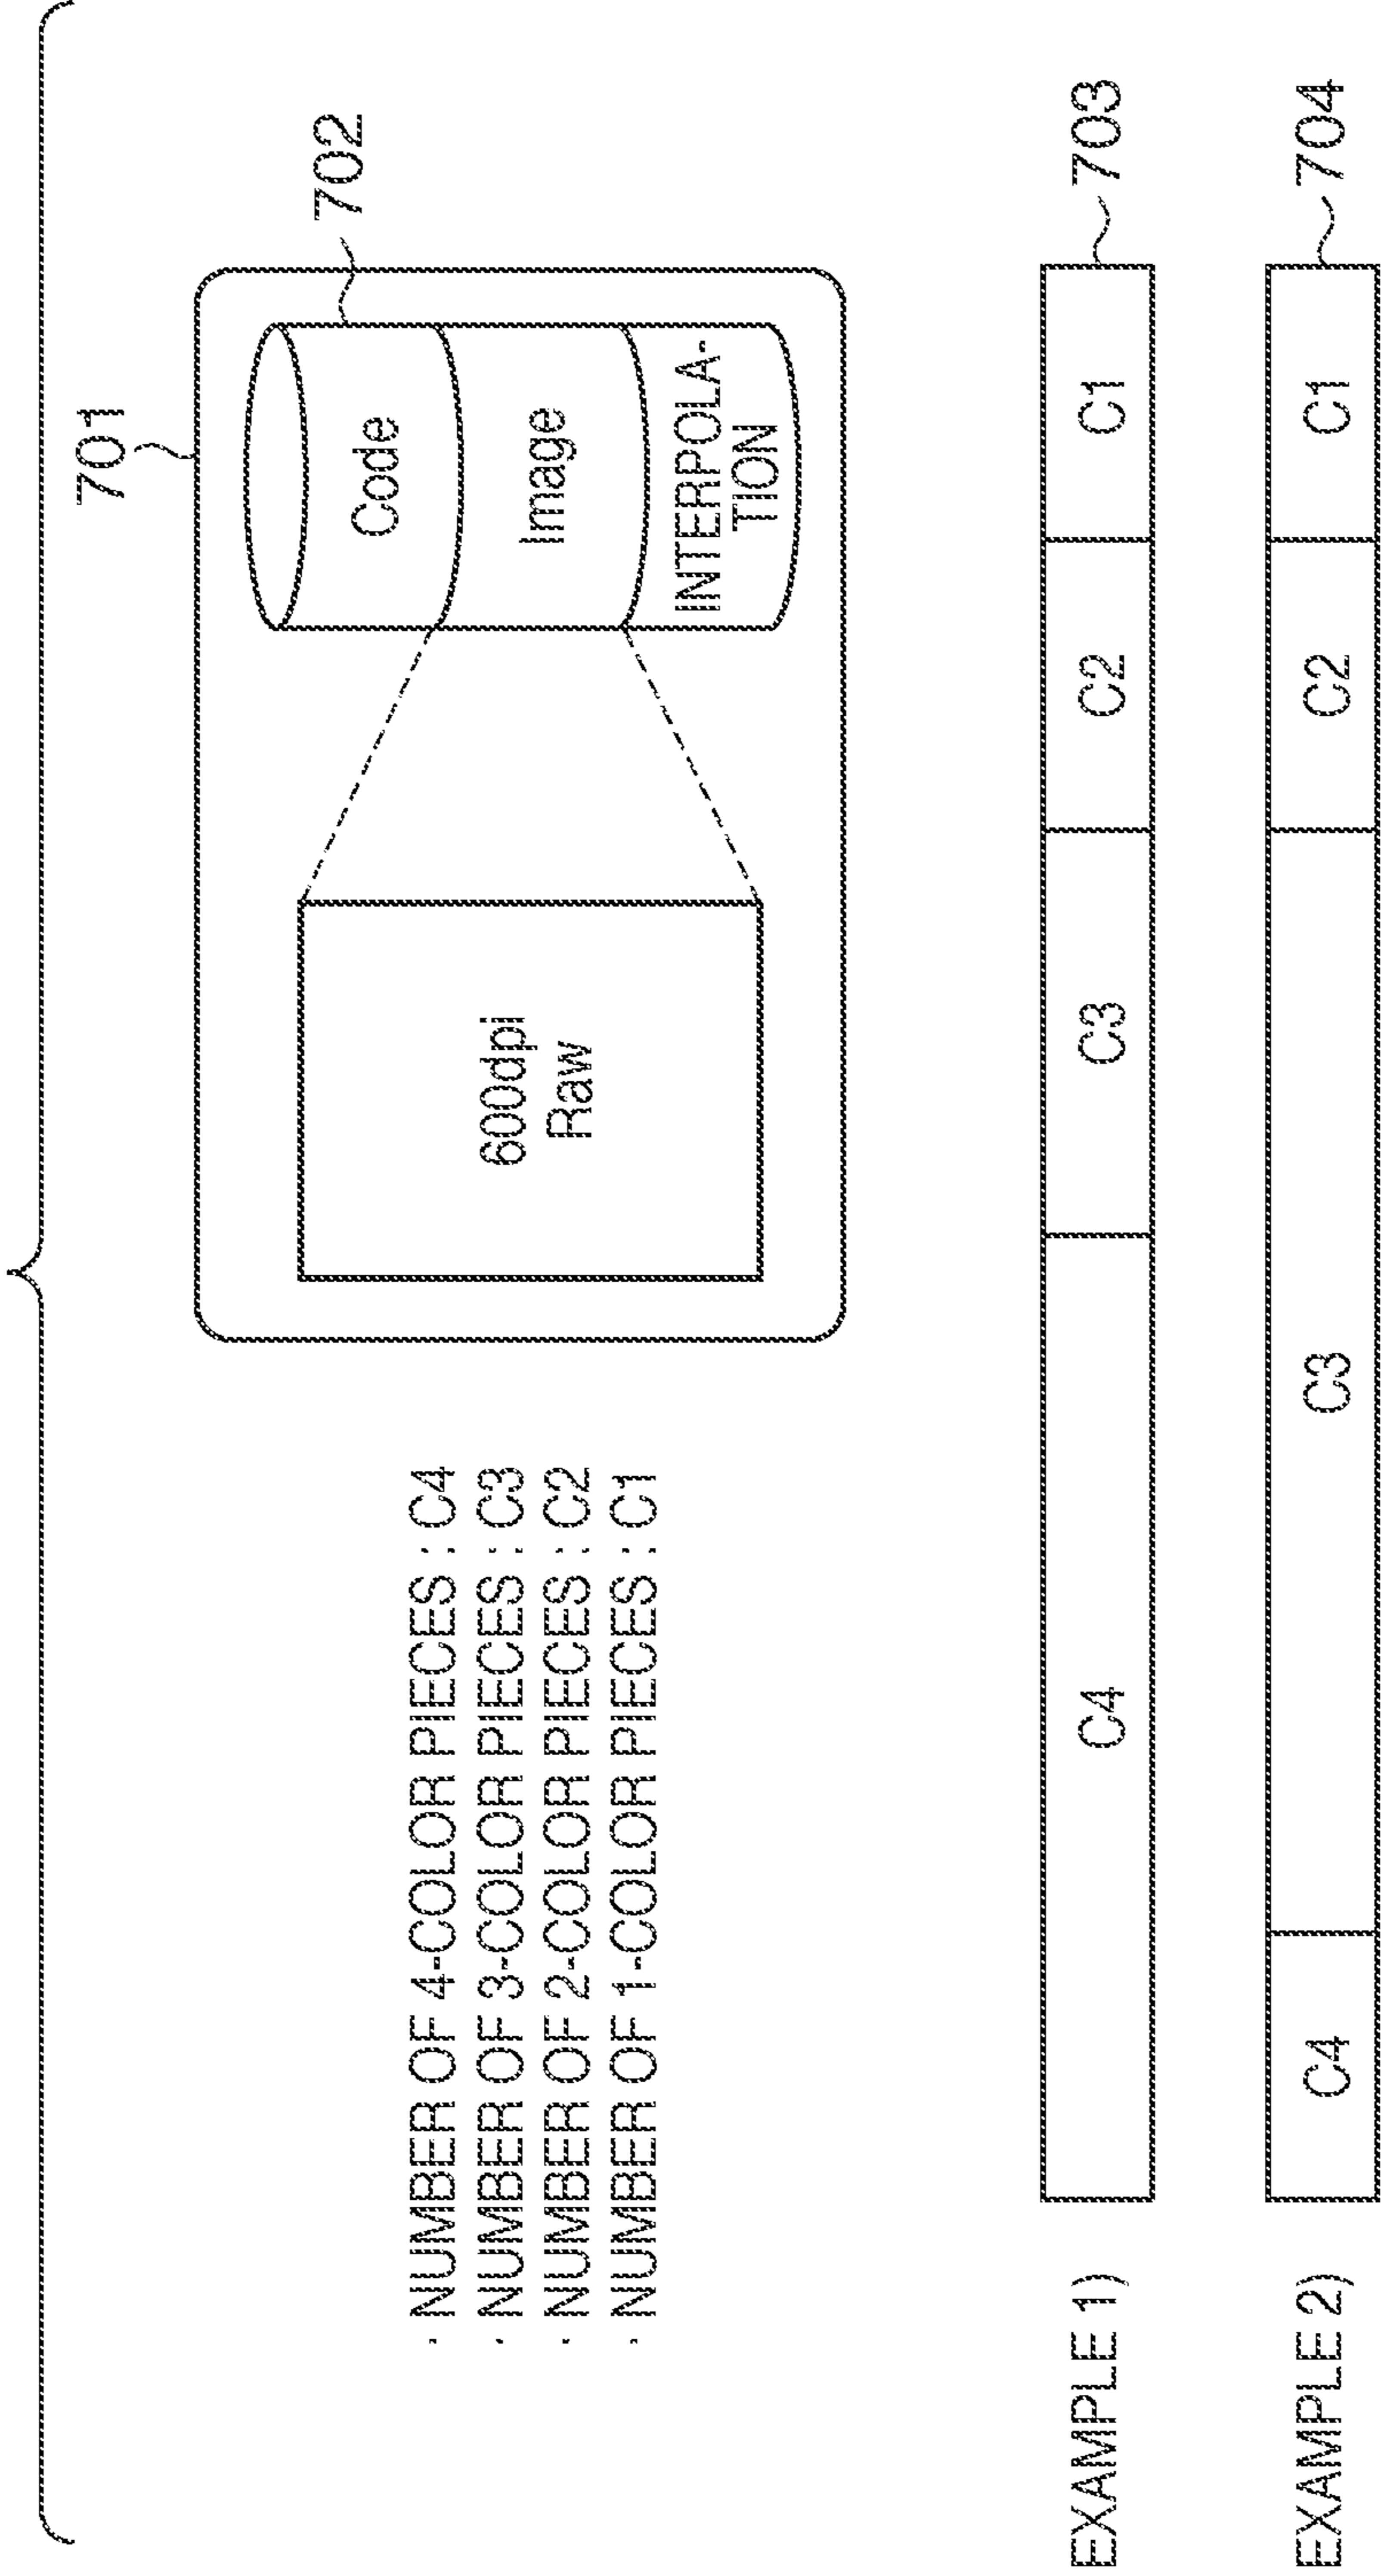 · NUMBER OF 4-COLOR PIECES : C4
· NUMBER OF 3-COLOR PIECES : C3
· NUMBER OF 2-COLOR PIECES : C2
· NUMBER OF 1-COLOR PIECES : C1
701
702
600dpi
Raw
Code
Image
INTERPOLA-
TION
EXAMPLE 1) C4 C3 C2 C1 703
EXAMPLE 2) C4 C3 C2 C1 704